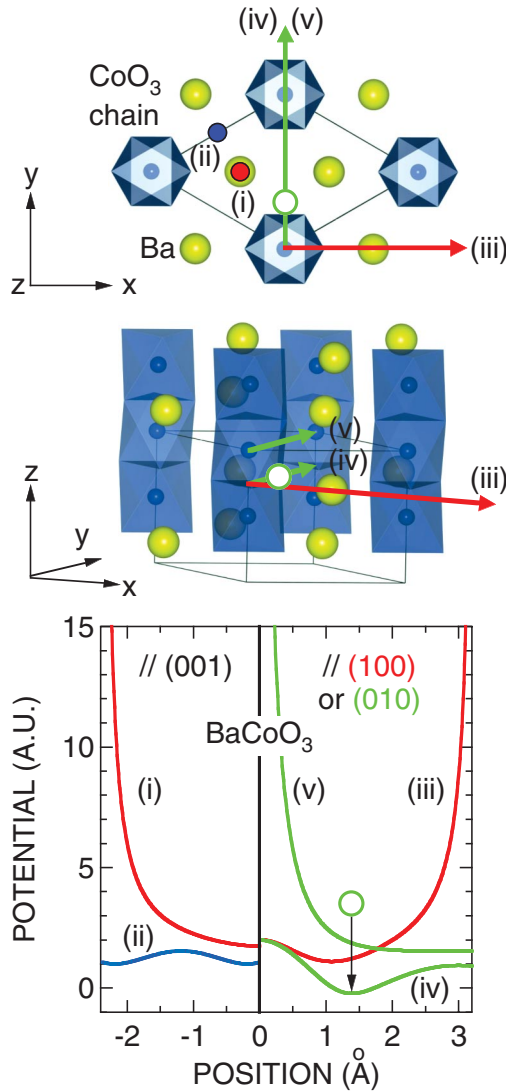 (iv) (v)
CoO3
chain
(ii)
(i)
y
z
x
Ba
(iii)
(v)
(iv)
(iii)
z
y
x
15
// (001)
// (100)
or (010)
BaCoO3
10
(i)
(v)
(iii)
POTENTIAL (A.U.)
5
(ii)
0
(iv)
-2 -1 0 1 2 3
POSITION (Å)